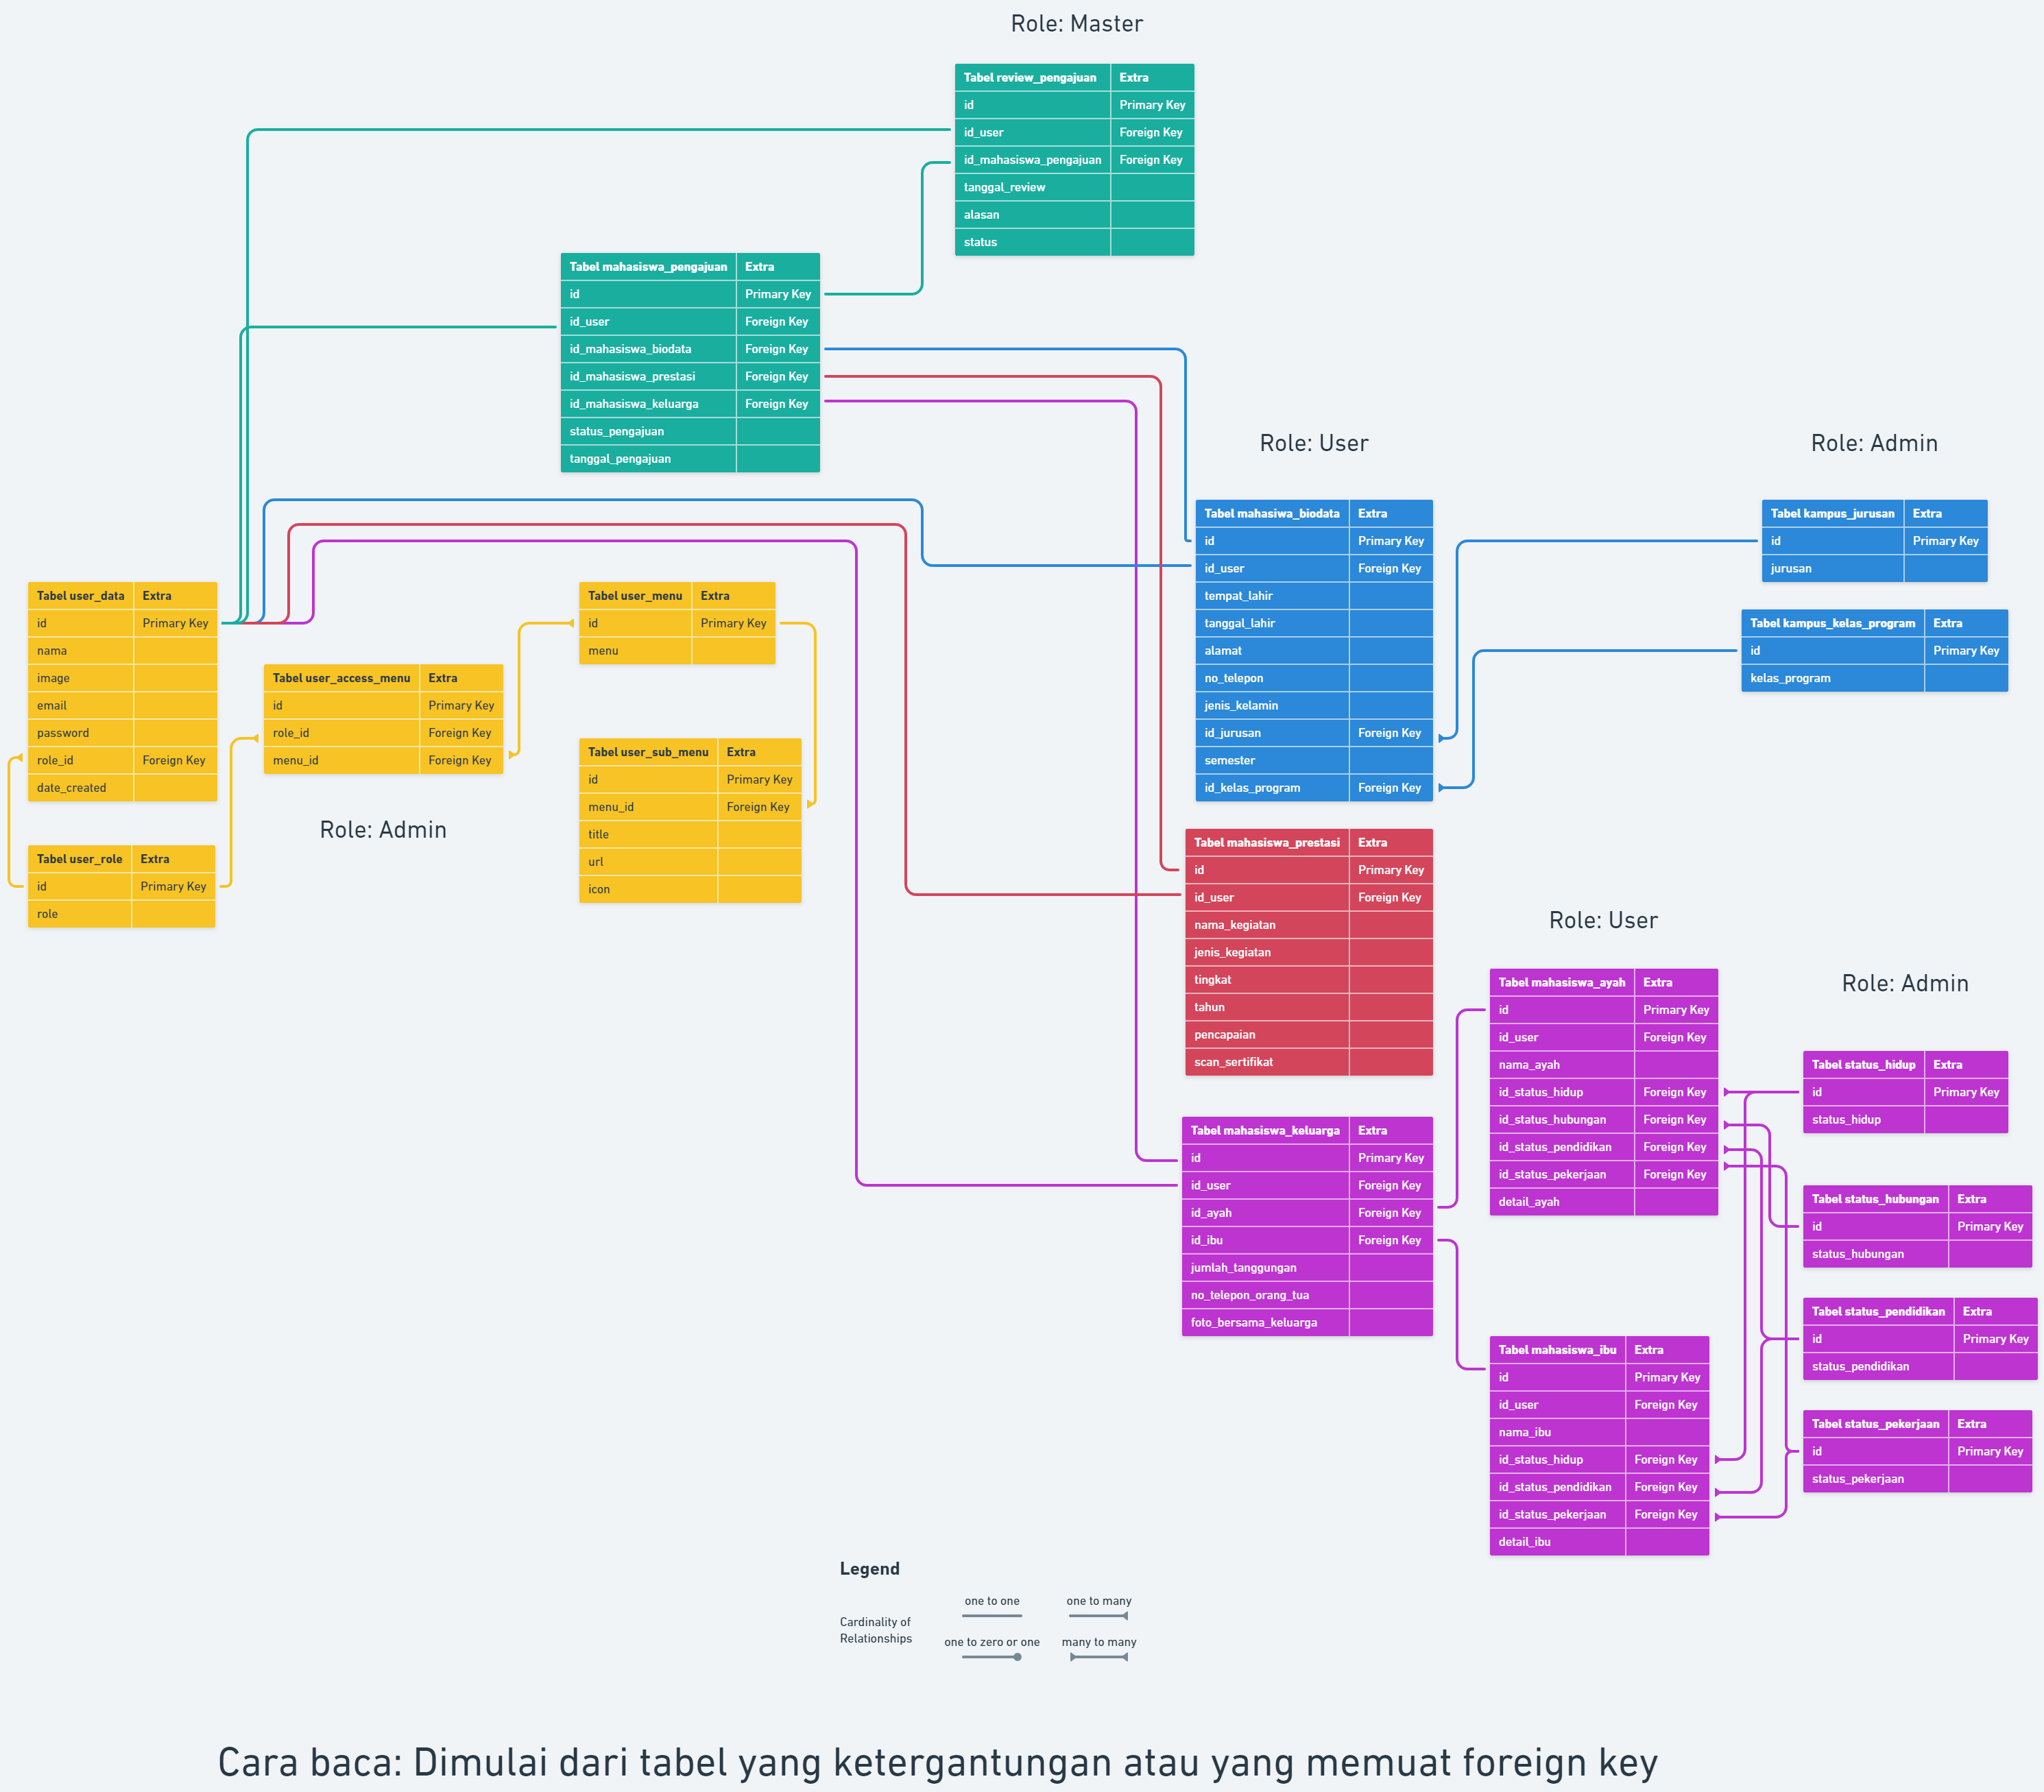 Role: Master
Tabel review_pengajuan Extra
id Primary Key
id_user Foreign Key
id_mahasiswa_pengajuan Foreign Key
tanggal_review
alasan
status
Tabel mahasiswa_pengajuan Extra
id Primary Key
id_user Foreign Key
id_mahasiswa_biodata Foreign Key
id_mahasiswa_prestasi Foreign Key
id_mahasiswa_keluarga Foreign Key
status_pengajuan
tanggal_pengajuan
Role: User
Tabel mahasiwa_biodata Extra
id Primary Key
id_user Foreign Key
tempat_lahir
tanggal_lahir
alamat
no_telepon
jenis_kelamin
id_jurusan Foreign Key
semester
id_kelas_program Foreign Key
Role: Admin
Tabel kampus_jurusan Extra
id Primary Key
jurusan
Tabel kampus_kelas_program Extra
id Primary Key
kelas_program
Tabel user_data Extra
id Primary Key
nama
image
email
password
role_id Foreign Key
date_created
Tabel user_access_menu Extra
id Primary Key
role_id Foreign Key
menu_id Foreign Key
Tabel user_menu Extra
id Primary Key
menu
Tabel user_sub_menu Extra
id Primary Key
menu_id Foreign Key
title
url
icon
Role: Admin
Tabel user_role Extra
id Primary Key
role
Tabel mahasiswa_prestasi Extra
id Primary Key
id_user Foreign Key
nama_kegiatan
jenis_kegiatan
tingkat
tahun
pencapaian
scan_sertifikat
Tabel mahasiswa_keluarga Extra
id Primary Key
id_user Foreign Key
id_ayah Foreign Key
id_ibu Foreign Key
jumlah_tanggungan
no_telepon_orang_tua
foto_bersama_keluarga
Role: User
Tabel mahasiswa_ayah Extra
id Primary Key
id_user Foreign Key
nama_ayah
id_status_hidup Foreign Key
id_status_hubungan Foreign Key
id_status_pendidikan Foreign Key
id_status_pekerjaan Foreign Key
detail_ayah
Tabel mahasiswa_ibu Extra
id Primary Key
id_user Foreign Key
nama_ibu
id_status_hidup Foreign Key
id_status_pendidikan Foreign Key
id_status_pekerjaan Foreign Key
detail_ibu
Role: Admin
Tabel status_hidup Extra
id Primary Key
status_hidup
Tabel status_hubungan Extra
id Primary Key
status_hubungan
Tabel status_pendidikan Extra
id Primary Key
status_pendidikan
Tabel status_pekerjaan Extra
id Primary Key
status_pekerjaan
Legend
Cardinality of
Relationships
one to one
one to many
one to zero or one
many to many
Cara baca: Dimulai dari tabel yang ketergantungan atau yang memuat foreign key